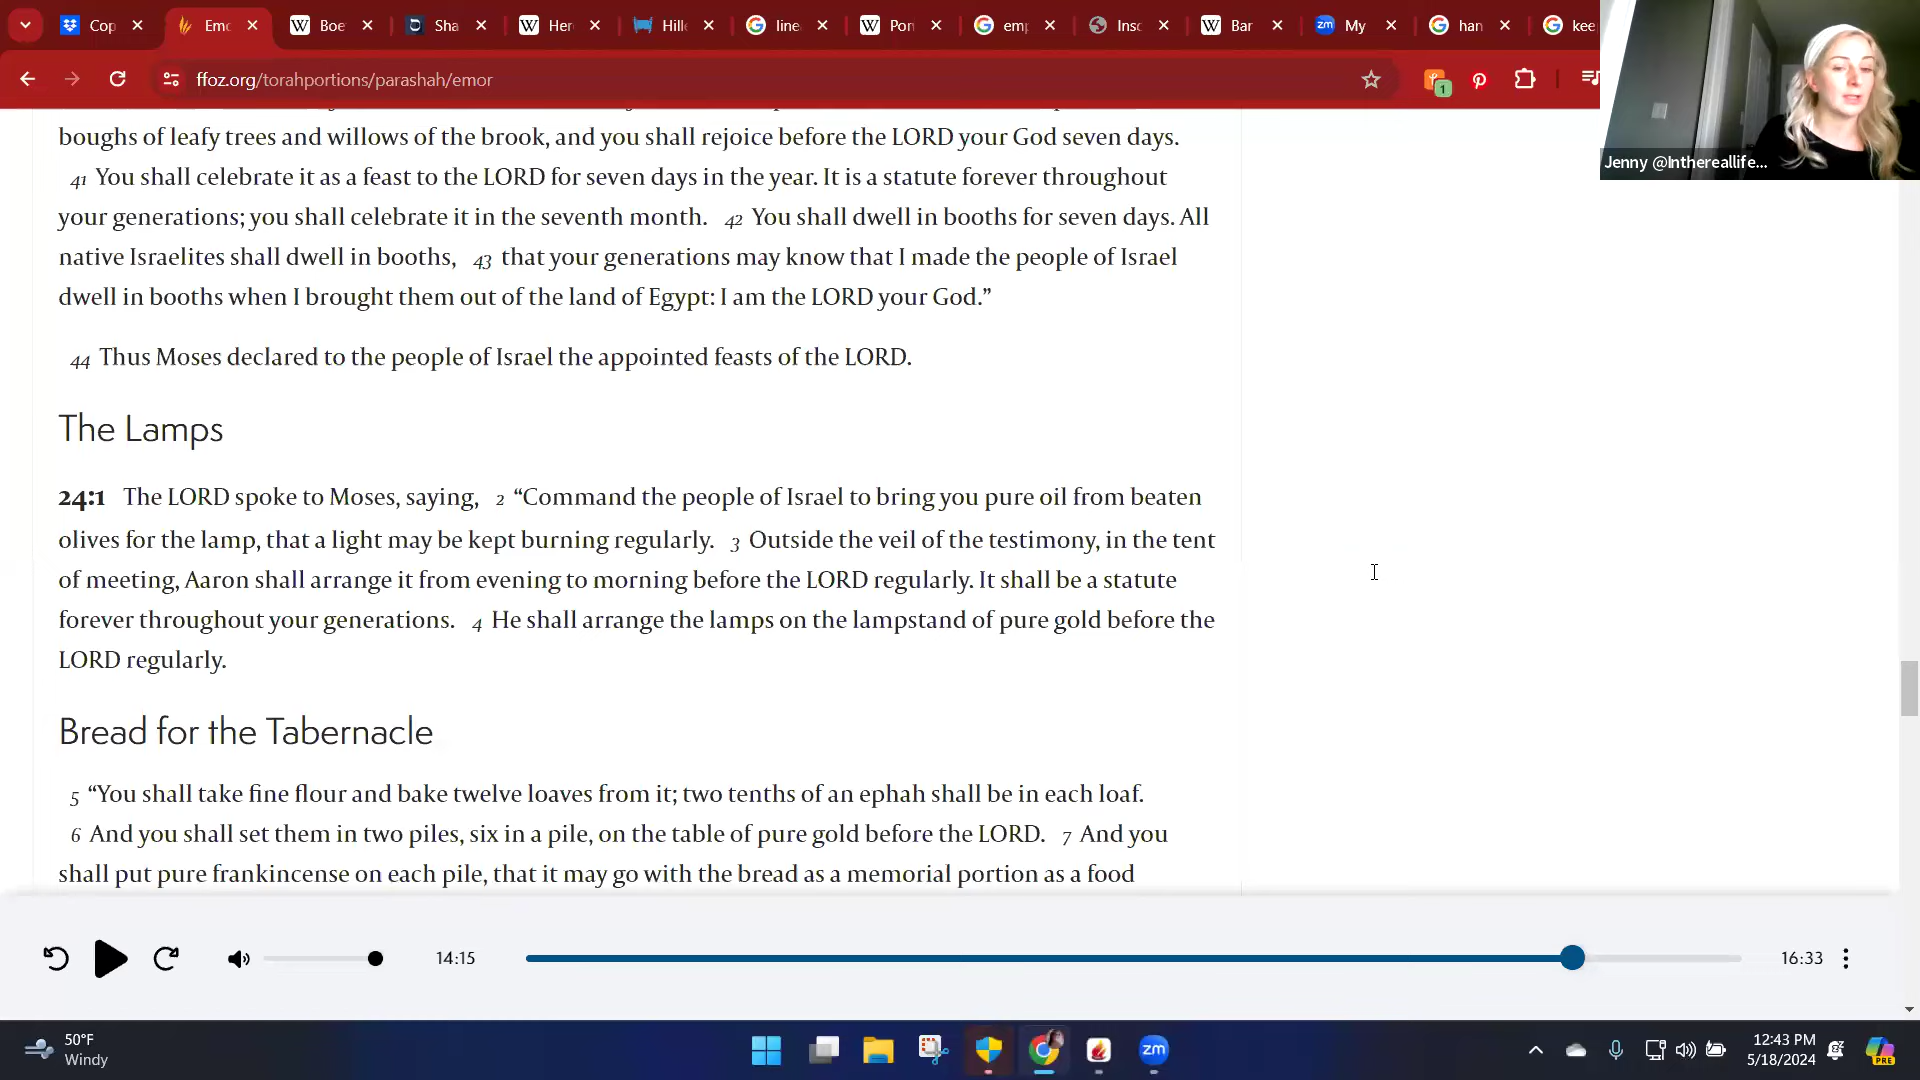 Cop
Emo
Boe
Sha
Her
Hille
line
Pon
emp
Insc
Bar
My
han
kee
ffoz.org/torahportions/parashah/emor
1
Jenny @Inthereallife...
boughs of leafy trees and willows of the brook, and you shall rejoice before the LORD your God seven days.
41 You shall celebrate it as a feast to the LORD for seven days in the year. It is a statute forever throughout
your generations; you shall celebrate it in the seventh month. 42 You shall dwell in booths for seven days. All
native Israelites shall dwell in booths, 43 that your generations may know that I made the people of Israel
dwell in booths when I brought them out of the land of Egypt: I am the LORD your God.”
44 Thus Moses declared to the people of Israel the appointed feasts of the LORD.
The Lamps
24:1 The LORD spoke to Moses, saying, 2 “Command the people of Israel to bring you pure oil from beaten
olives for the lamp, that a light may be kept burning regularly. 3 Outside the veil of the testimony, in the tent
of meeting, Aaron shall arrange it from evening to morning before the LORD regularly. It shall be a statute
forever throughout your generations. 4 He shall arrange the lamps on the lampstand of pure gold before the
LORD regularly.
Bread for the Tabernacle
5 “You shall take fine flour and bake twelve loaves from it; two tenths of an ephah shall be in each loaf.
6 And you shall set them in two piles, six in a pile, on the table of pure gold before the LORD. 7 And you
shall put pure frankincense on each pile, that it may go with the bread as a memorial portion as a food
14:15
16:33
50°F
Windy
zm
12:43 PM
5/18/2024
PRE